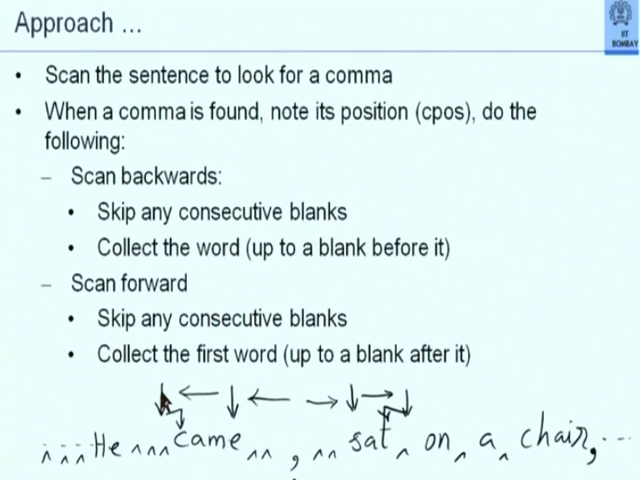 Approach ...
IIT
BOMBAY
• Scan the sentence to look for a comma
• When a comma is found, note its position (cpos), do the
following:
– Scan backwards:
• Skip any consecutive blanks
• Collect the word (up to a blank before it)
– Scan forward
• Skip any consecutive blanks
• Collect the first word (up to a blank after it)
...He came , sat on a chair, ...